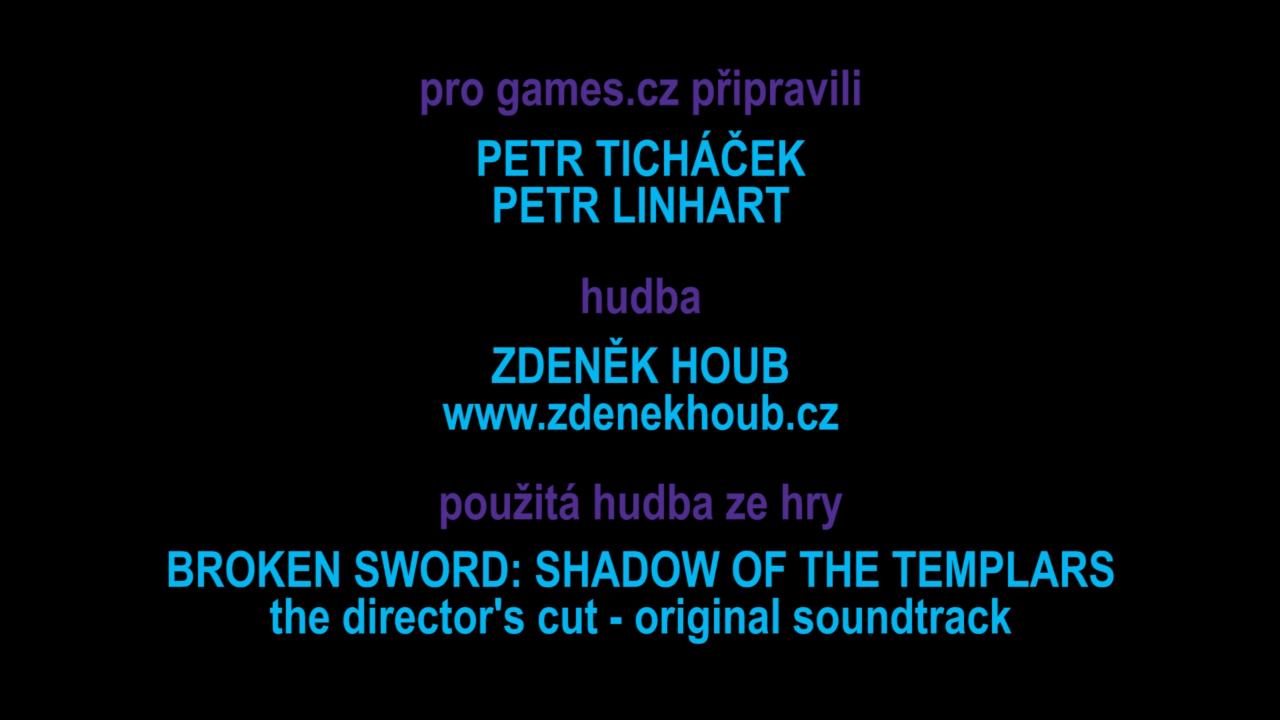 pro games.cz připravili
PETR TICHÁČEK
PETR LINHART
hudba
ZDENĚK HOUB
www.zdenekhoub.cz
použitá hudba ze hry
BROKEN SWORD: SHADOW OF THE TEMPLARS
the director's cut - original soundtrack